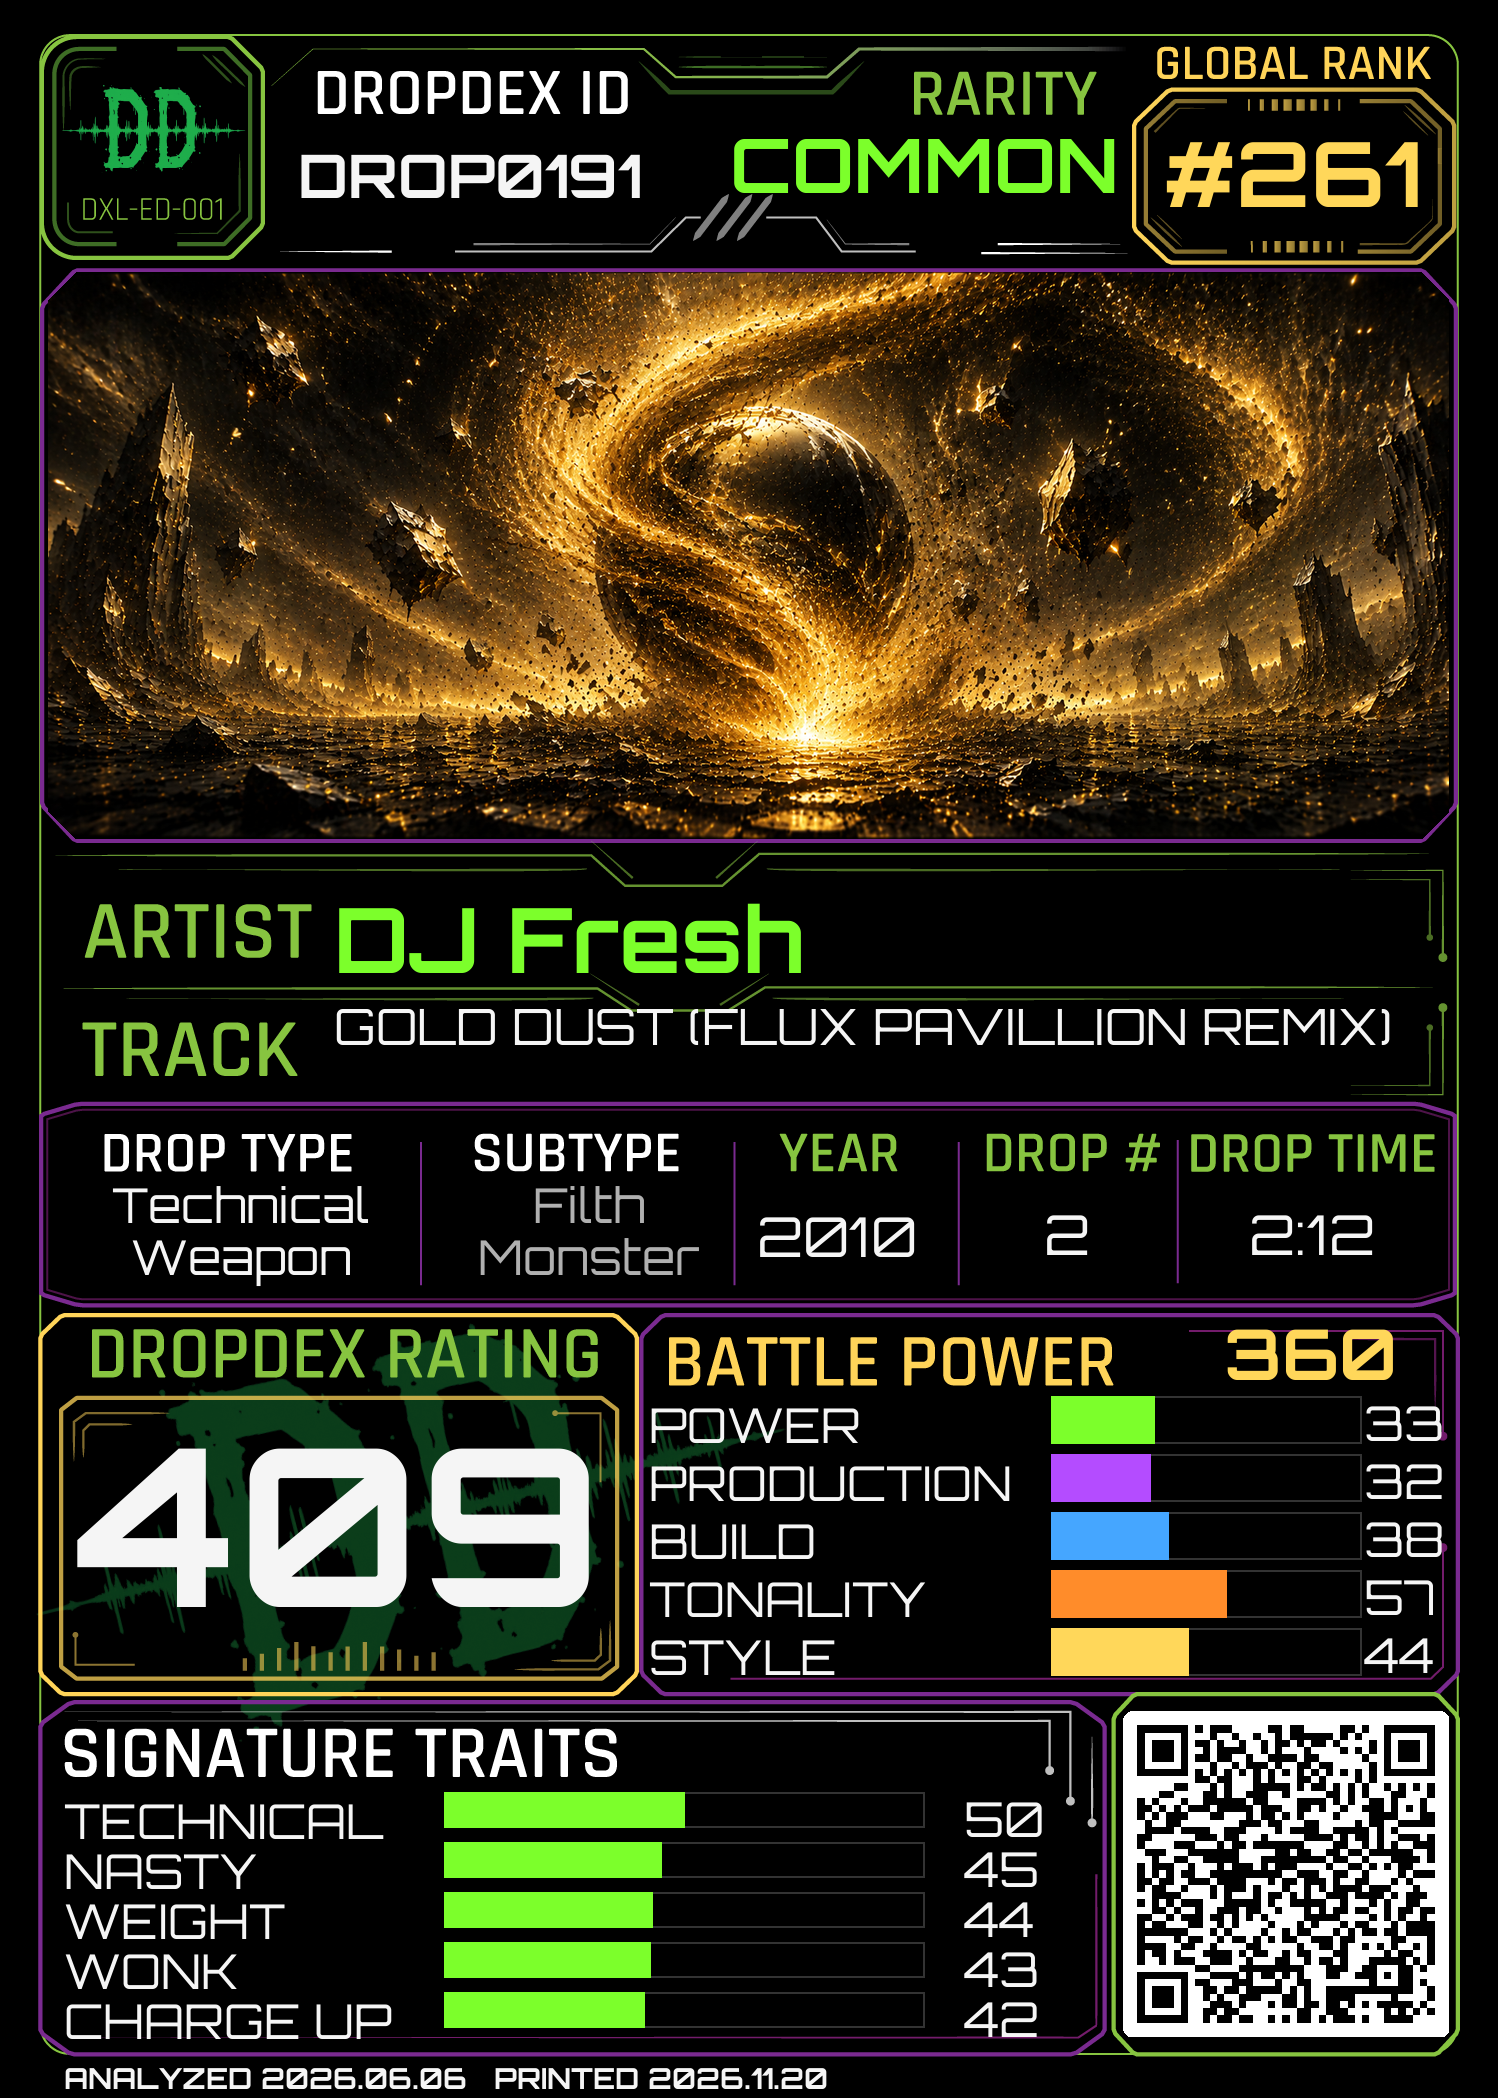 DD
DXL-ED-001
DROPDEX ID
DROP0191
RARITY
COMMON
GLOBAL RANK
#261
ARTIST DJ Fresh
TRACK GOLD DUST (FLUX PAVILLION REMIX)
DROP TYPE
Technical
Weapon
SUBTYPE
Filth
Monster
YEAR
2010
DROP #
2
DROP TIME
2:12
DROPDEX RATING
409
BATTLE POWER 360
POWER 33
PRODUCTION 32
BUILD 38
TONALITY 57
STYLE 44
SIGNATURE TRAITS
TECHNICAL 50
NASTY 45
WEIGHT 44
WONK 43
CHARGE UP 42
ANALYZED 2026.06.06 PRINTED 2026.11.20